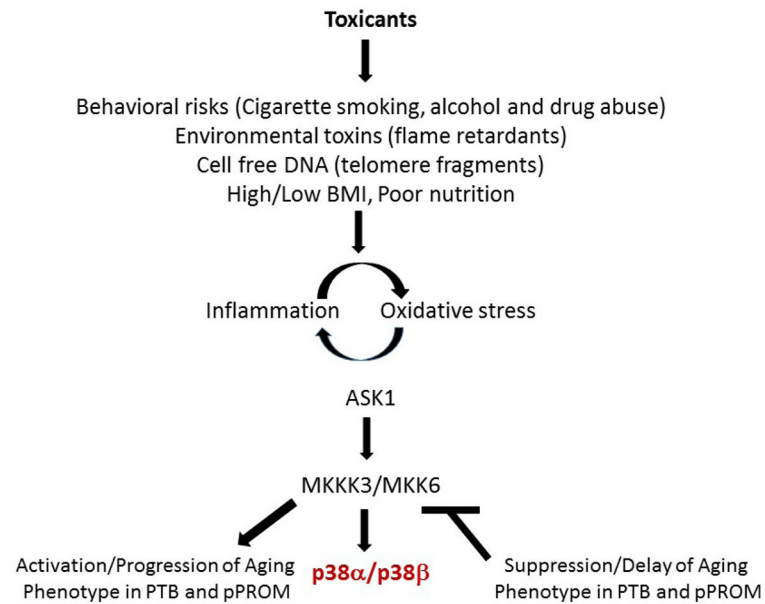 Toxicants
Behavioral risks (Cigarette smoking, alcohol and drug abuse)
Environmental toxins (flame retardants)
Cell free DNA (telomere fragments)
High/Low BMI, Poor nutrition
Inflammation
Oxidative stress
ASK1
MKKK3/MKK6
Activation/Progression of Aging
Phenotype in PTB and pPROM
p38α/p38β
Suppression/Delay of Aging
Phenotype in PTB and pPROM